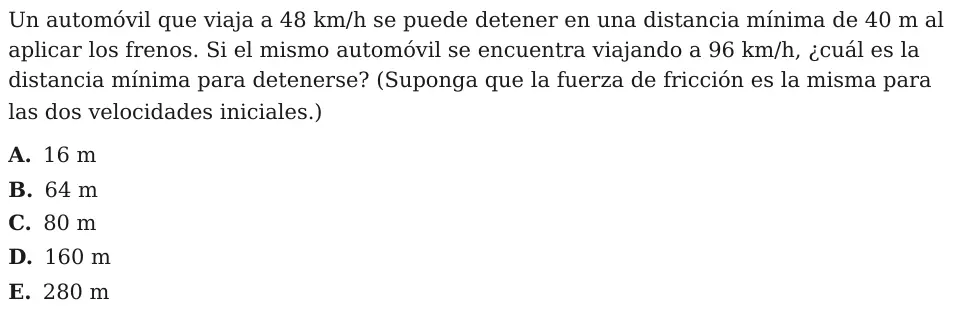 Un automóvil que viaja a 48 km/h se puede detener en una distancia mínima de 40 m al
aplicar los frenos. Si el mismo automóvil se encuentra viajando a 96 km/h, ¿cuál es la
distancia mínima para detenerse? (Suponga que la fuerza de fricción es la misma para
las dos velocidades iniciales.)
A. 16 m
B. 64 m
C. 80 m
D. 160 m
E. 280 m